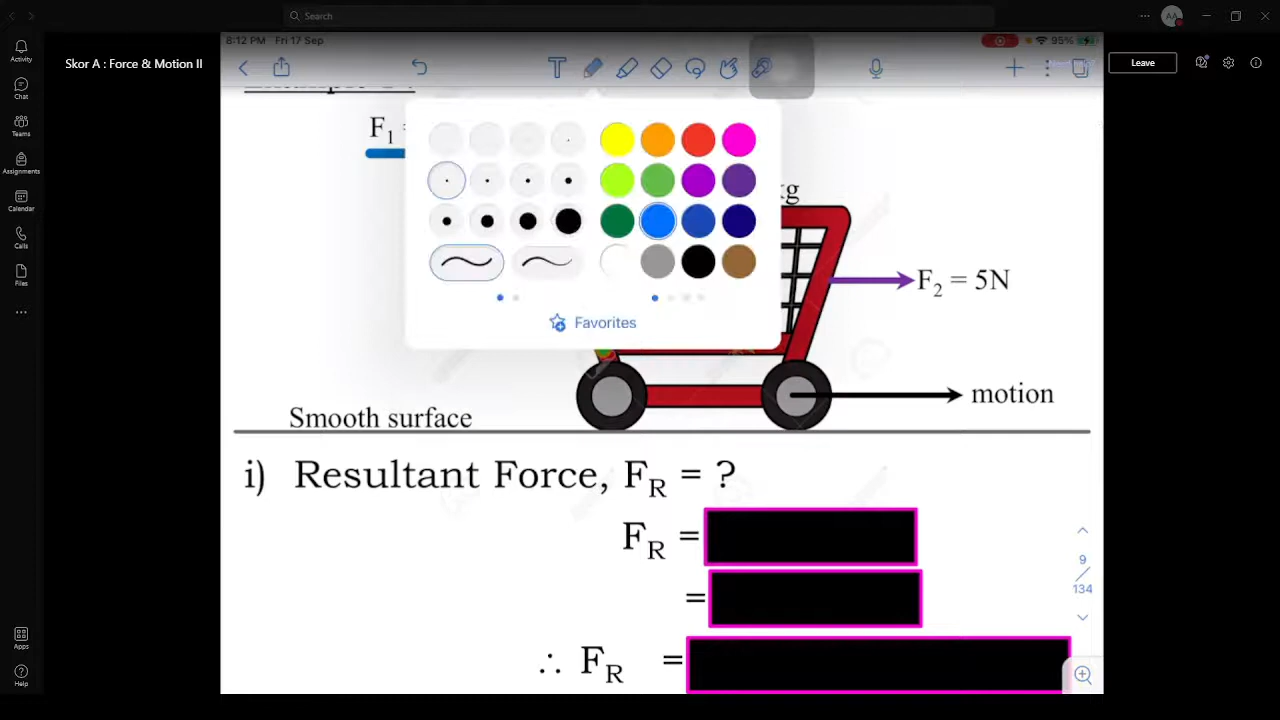 Search
AA
8:12 PM Fri 17 Sep
95%
Activity
Chat
Teams
Assignments
Calendar
Calls
Files
Apps
Help
Skor A : Force & Motion II
Leave
T
F1 =
kg
Favorites
F2 = 5N
motion
Smooth surface
i) Resultant Force, FR = ?
FR =
=
∴ FR =
9
134